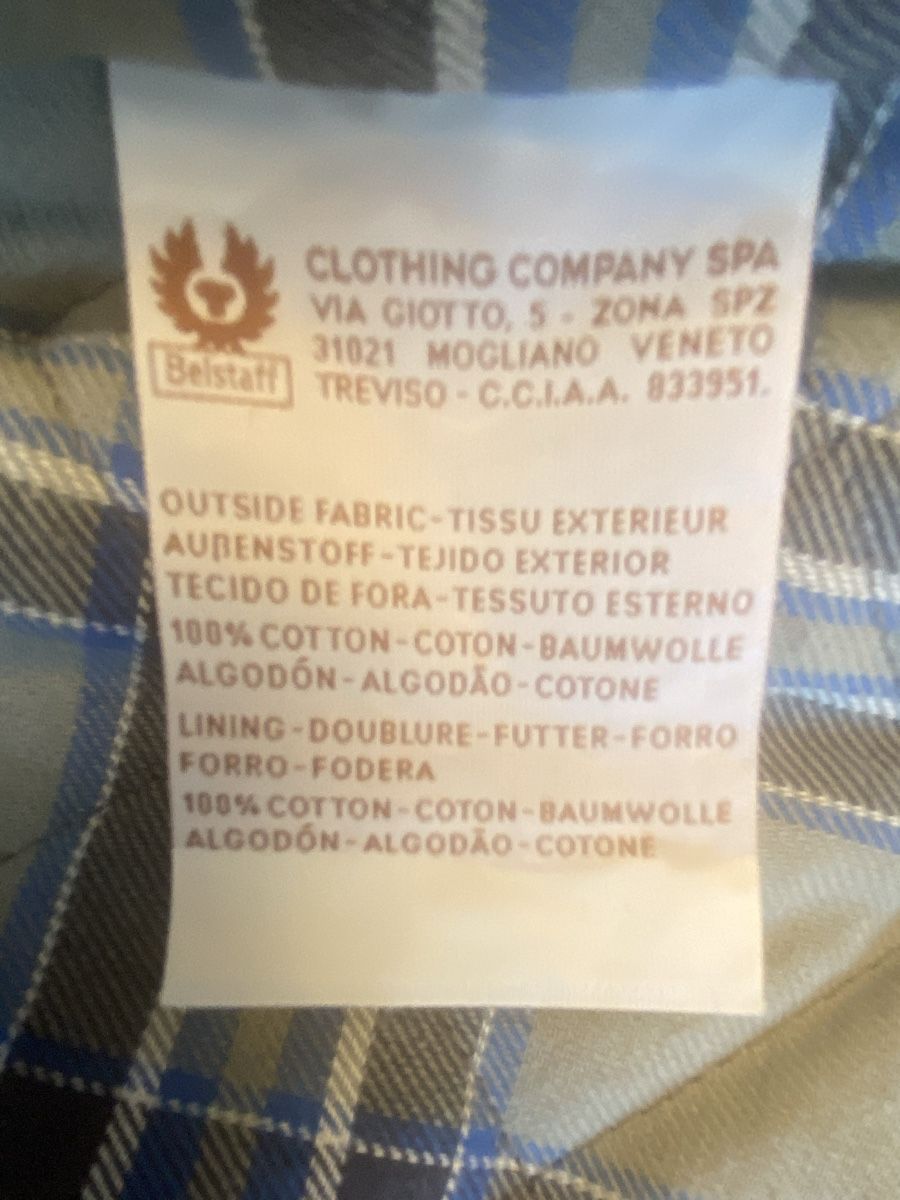 CLOTHING COMPANY SPA
VIA GIOTTO, 5 - ZONA SPZ
31021 MOGLIANO VENETO
TREVISO - C.C.I.A.A. 833951.
Belstaff
OUTSIDE FABRIC-TISSU EXTERIEUR
AUßENSTOFF-TEJIDO EXTERIOR
TECIDO DE FORA-TESSUTO ESTERNO
100% COTTON-COTON-BAUMWOLLE
ALGODÓN-ALGODÃO-COTONE
LINING-DOUBLURE-FUTTER-FORRO
FORRO-FODERA
100% COTTON-COTON-BAUMWOLLE
ALGODÓN-ALGODÃO-COTONE